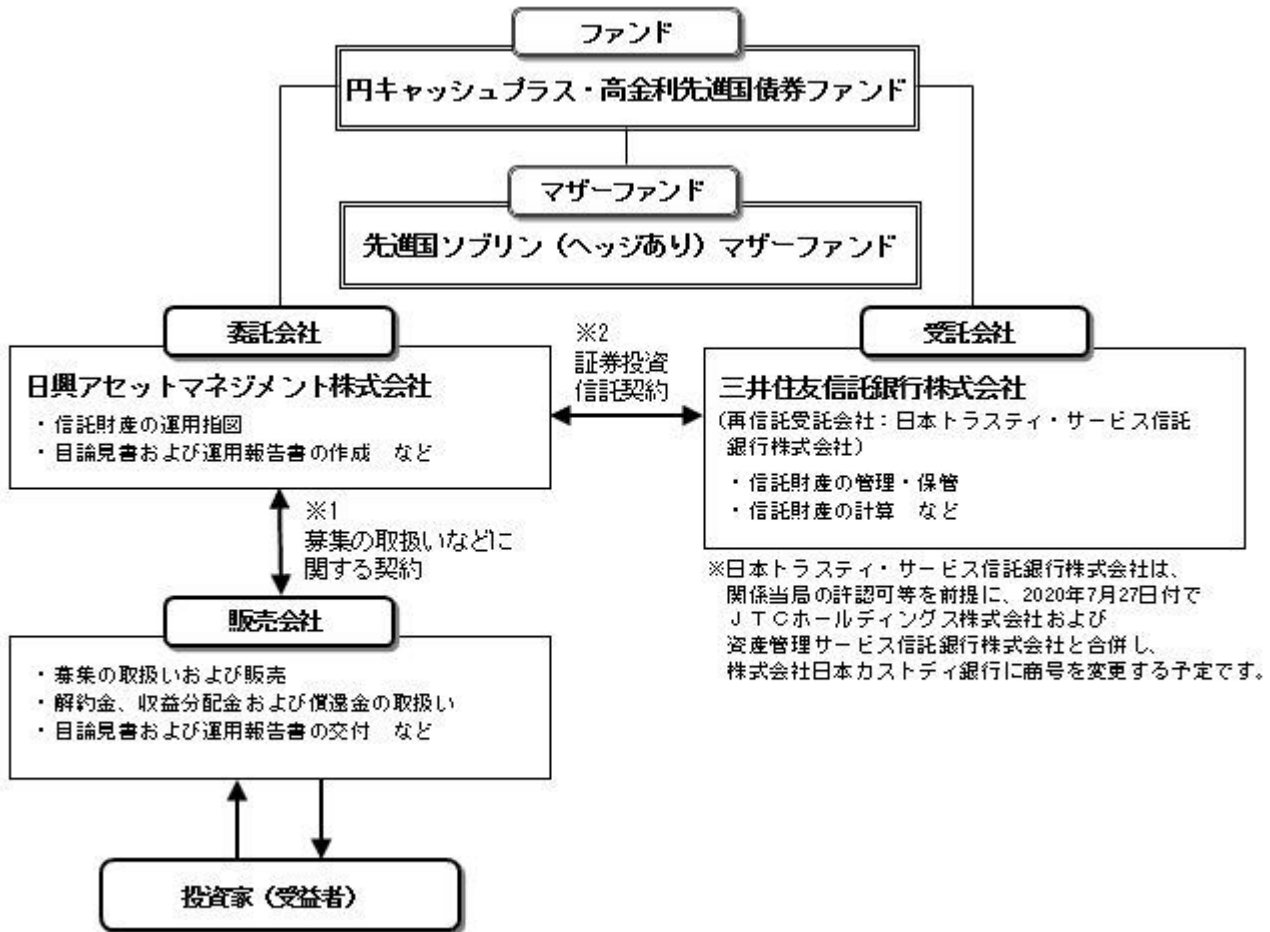 ファンド
円キャッシュプラス・高金利先進国債券ファンド
マザーファンド
先進国ソブリン（ヘッジあり）マザーファンド
委託会社
日興アセットマネジメント株式会社
・信託財産の運用指図
・目論見書および運用報告書の作成　など
※2
証券投資
信託契約
受託会社
三井住友信託銀行株式会社
（再信託受託会社：日本トラスティ・サービス信託
銀行株式会社）
・信託財産の管理・保管
・信託財産の計算　など
※日本トラスティ・サービス信託銀行株式会社は、
関係当局の許認可等を前提に、2020年7月27日付で
ＪＴＣホールディングス株式会社および
資産管理サービス信託銀行株式会社と合併し、
株式会社日本カストディ銀行に商号を変更する予定です。
※1
募集の取扱いなどに
関する契約
販売会社
・募集の取扱いおよび販売
・解約金、収益分配金および償還金の取扱い
・目論見書および運用報告書の交付　など
投資家（受益者）